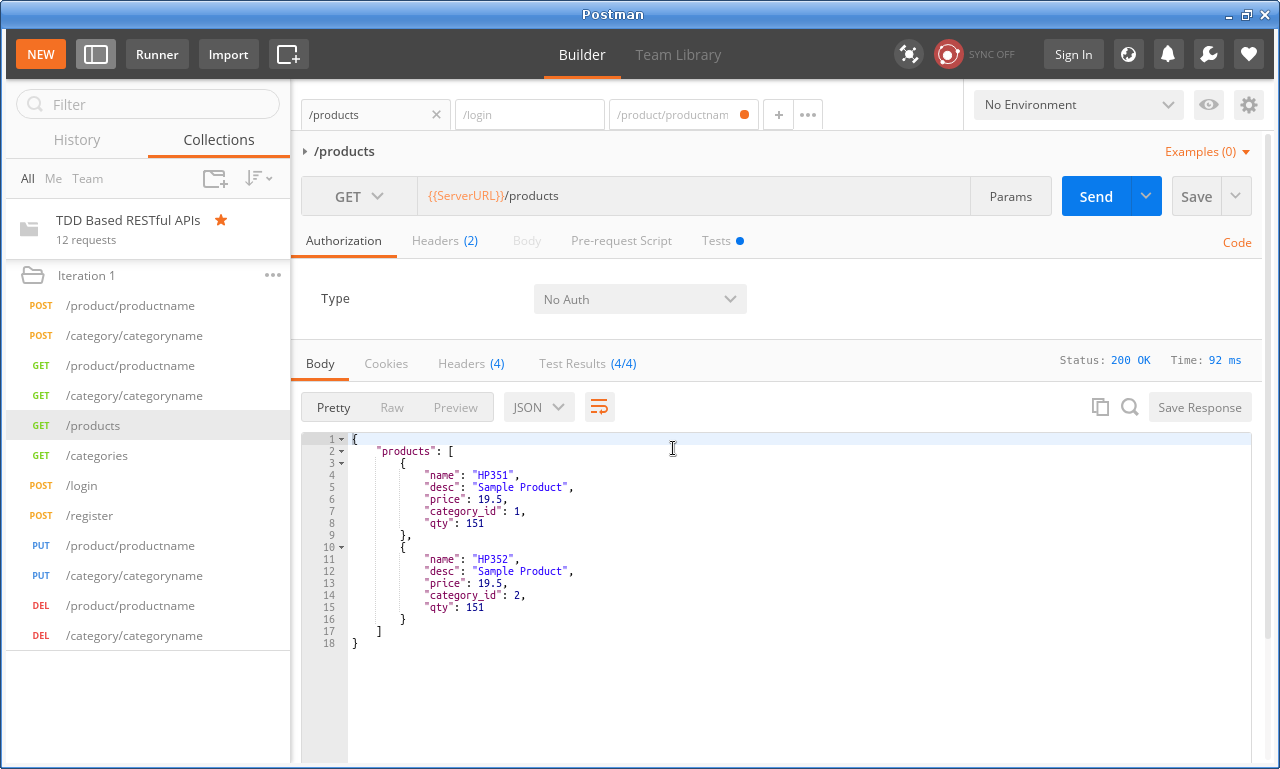 Postman
NEW Runner Import Builder Team Library SYNC OFF Sign In
Filter
History Collections
All Me Team
TDD Based RESTful APIs
12 requests
Iteration 1
POST /product/productname
POST /category/categoryname
GET /product/productname
GET /category/categoryname
GET /products
GET /categories
POST /login
POST /register
PUT /product/productname
PUT /category/categoryname
DEL /product/productname
DEL /category/categoryname
/products /login /product/productnam
No Environment
/products
Examples (0)
GET {{ServerURL}}/products Params Send Save
Authorization Headers (2) Body Pre-request Script Tests Code
Type No Auth
Body Cookies Headers (4) Test Results (4/4) Status: 200 OK Time: 92 ms
Pretty Raw Preview JSON Save Response
1 {
2 "products": [
3 {
4 "name": "HP351",
5 "desc": "Sample Product",
6 "price": 19.5,
7 "category_id": 1,
8 "qty": 151
9 },
10 {
11 "name": "HP352",
12 "desc": "Sample Product",
13 "price": 19.5,
14 "category_id": 2,
15 "qty": 151
16 }
17 ]
18 }